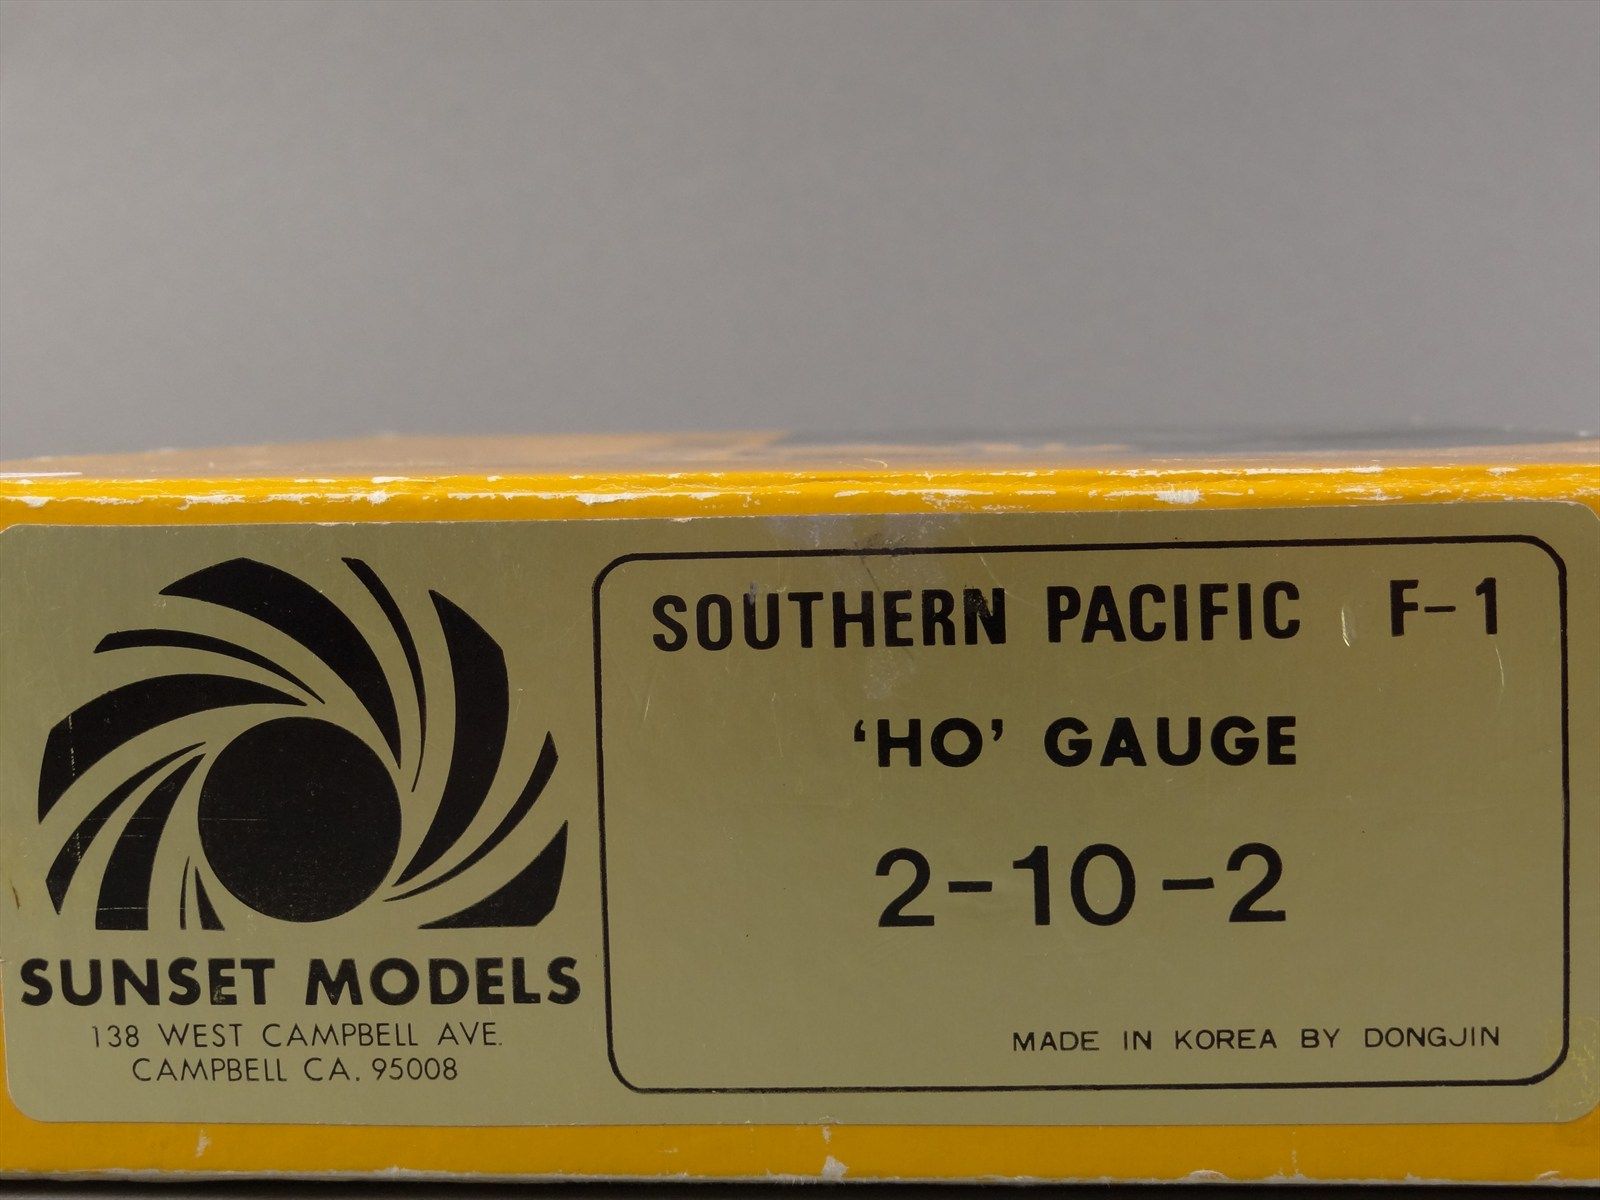 SUNSET MODELS
138 WEST CAMPBELL AVE.
CAMPBELL CA. 95008
SOUTHERN PACIFIC F-1
'HO' GAUGE
2-10-2
MADE IN KOREA BY DONGJIN